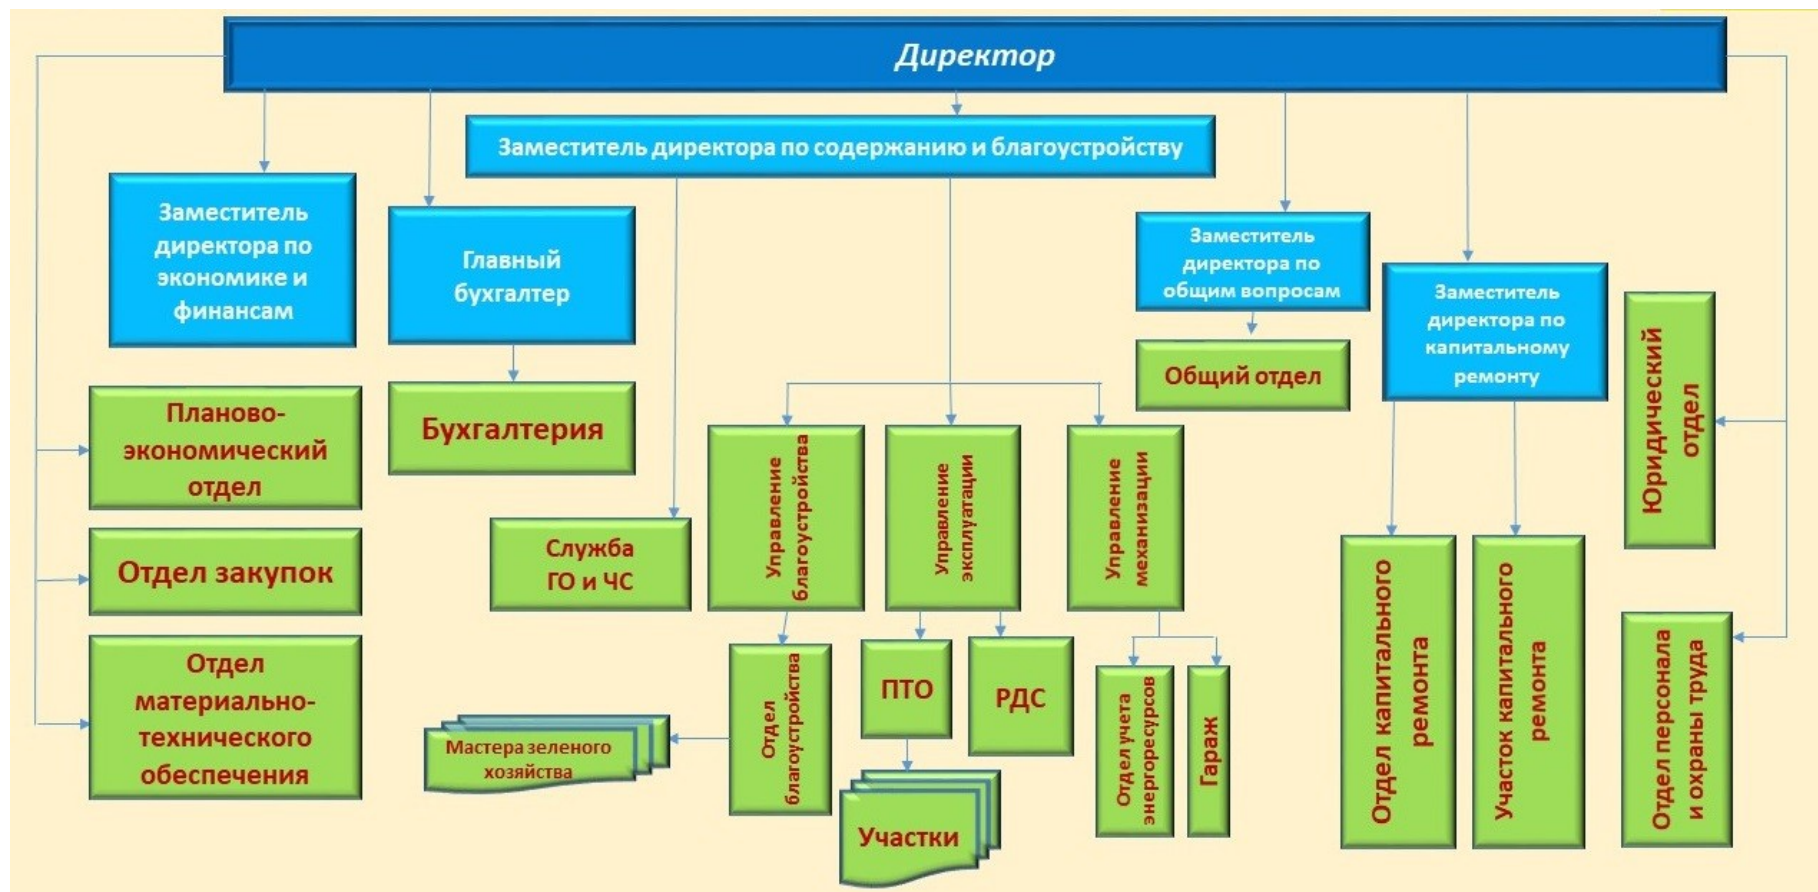 Директор
Заместитель директора по содержанию и благоустройству
Заместитель
директора по
экономике и
финансам
Главный
бухгалтер
Заместитель
директора по
общим вопросам
Заместитель
директора по
капитальному
ремонту
Юридический
отдел
Общий отдел
Планово-
экономический
отдел
Бухгалтерия
Управление
благоустройства
Управление
эксплуатации
Управление
механизации
Служба
ГО и ЧС
Отдел закупок
Отдел капитального
ремонта
Участок капитального
ремонта
Отдел персонала
и охраны труда
Отдел
материально-
технического
обеспечения
Отдел
благоустройства
ПТО
РДС
Отдел учета
энергоресурсов
Гараж
Мастера зеленого
хозяйства
Участки